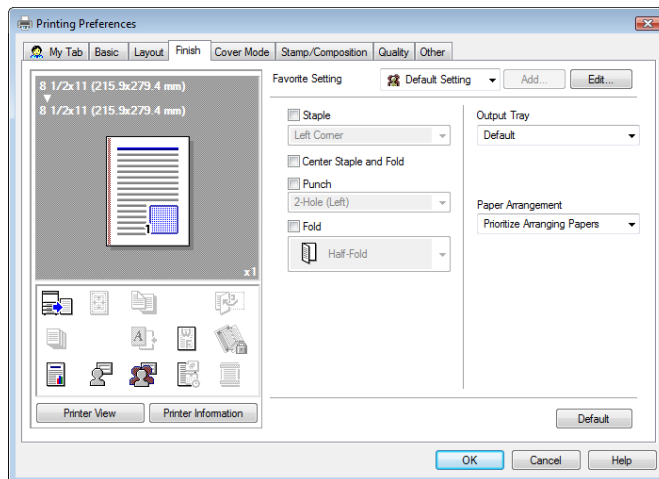 Printing Preferences
My Tab Basic Layout Finish Cover Mode Stamp/Composition Quality Other
8 1/2x11 (215.9x279.4 mm)
8 1/2x11 (215.9x279.4 mm)
1
x1
Printer View Printer Information
Favorite Setting Default Setting Add... Edit...
Staple
Left Corner
Center Staple and Fold
Punch
2-Hole (Left)
Fold
Half-Fold
Output Tray
Default
Paper Arrangement
Prioritize Arranging Papers
Default
OK Cancel Help